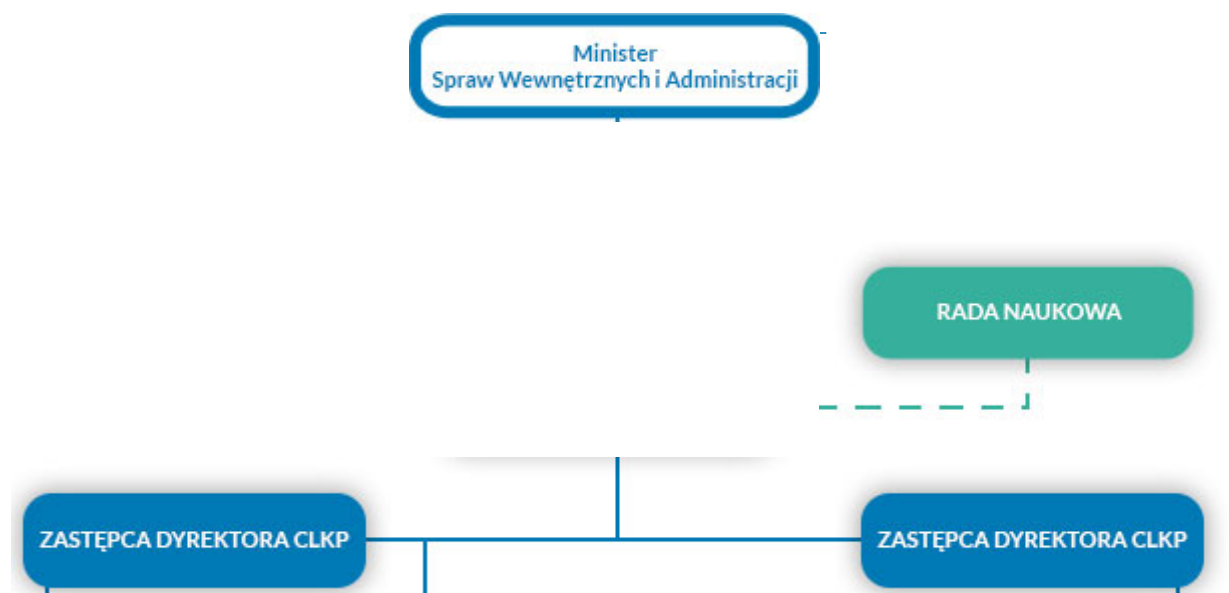 Minister
Spraw Wewnętrznych i Administracji
RADA NAUKOWA
ZASTĘPCA DYREKTORA CLKP
ZASTĘPCA DYREKTORA CLKP